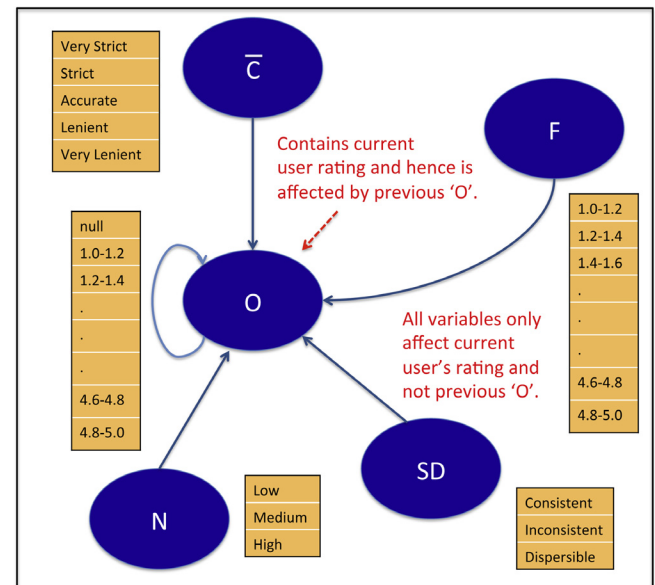 Very Strict
Strict
Accurate
Lenient
Very Lenient
C̅
F
Contains current
user rating and hence is
affected by previous ‘O’.
null
1.0-1.2
1.2-1.4
.
.
.
4.6-4.8
4.8-5.0
O
1.0-1.2
1.2-1.4
1.4-1.6
.
.
.
4.6-4.8
4.8-5.0
All variables only
affect current
user’s rating and
not previous ‘O’.
N
Low
Medium
High
SD
Consistent
Inconsistent
Dispersible